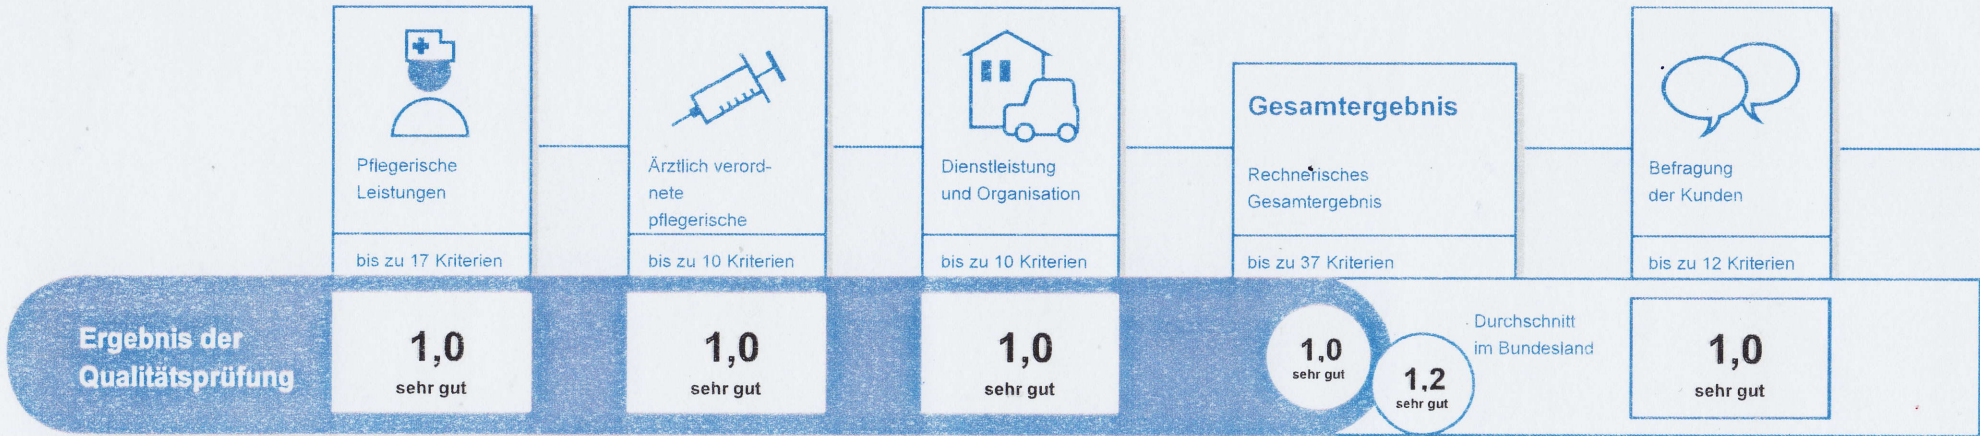 Pflegerische
Leistungen
bis zu 17 Kriterien
Ärztlich verord-
nete
pflegerische
bis zu 10 Kriterien
Dienstleistung
und Organisation
bis zu 10 Kriterien
Gesamtergebnis
Rechnerisches
Gesamtergebnis
bis zu 37 Kriterien
Befragung
der Kunden
bis zu 12 Kriterien
Ergebnis der
Qualitätsprüfung
1,0
sehr gut
1,0
sehr gut
1,0
sehr gut
1,0
sehr gut
1,2
sehr gut
Durchschnitt
im Bundesland
1,0
sehr gut